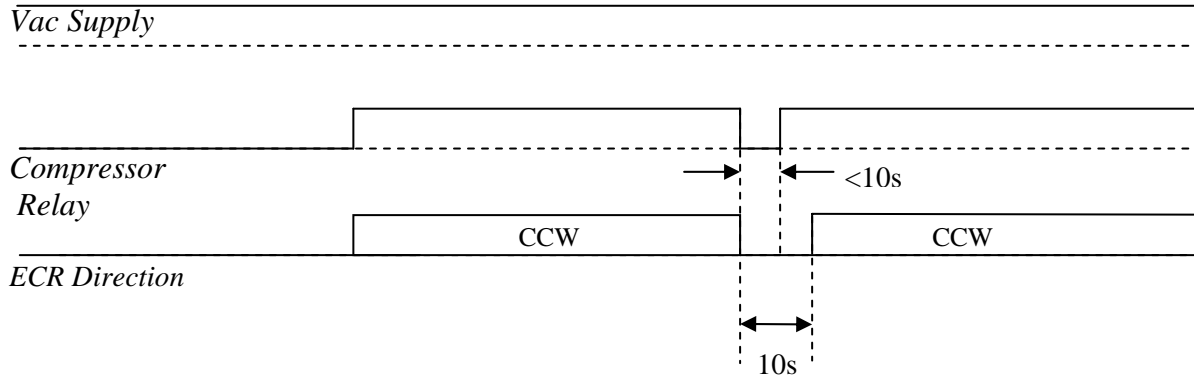 Vac Supply
Compressor
<10s
Relay
CCW
CCW
ECR Direction
10s